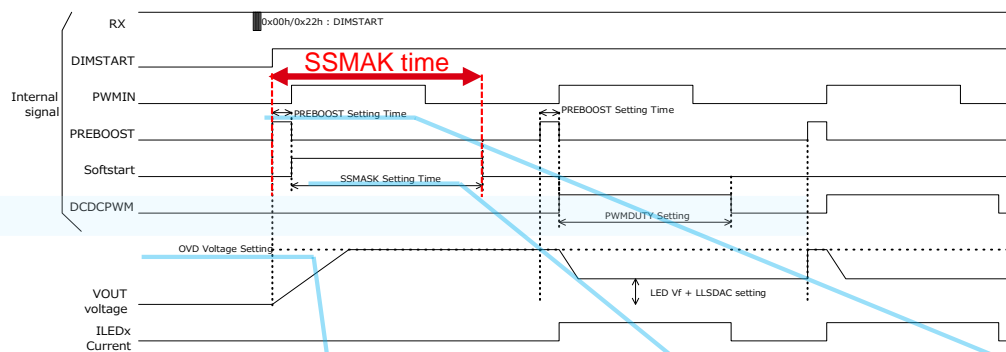 RX
0x00h/0x22h : DIMSTART
DIMSTART
SSMAK time
Internal
signal
PWMIN
PREBOOST Setting Time
PREBOOST Setting Time
PREBOOST
Softstart
SSMASK Setting Time
DCDCPWM
PWMDUTY Setting
OVD Voltage Setting
VOUT
voltage
LED Vf + LLSDAC setting
ILEDx
Current